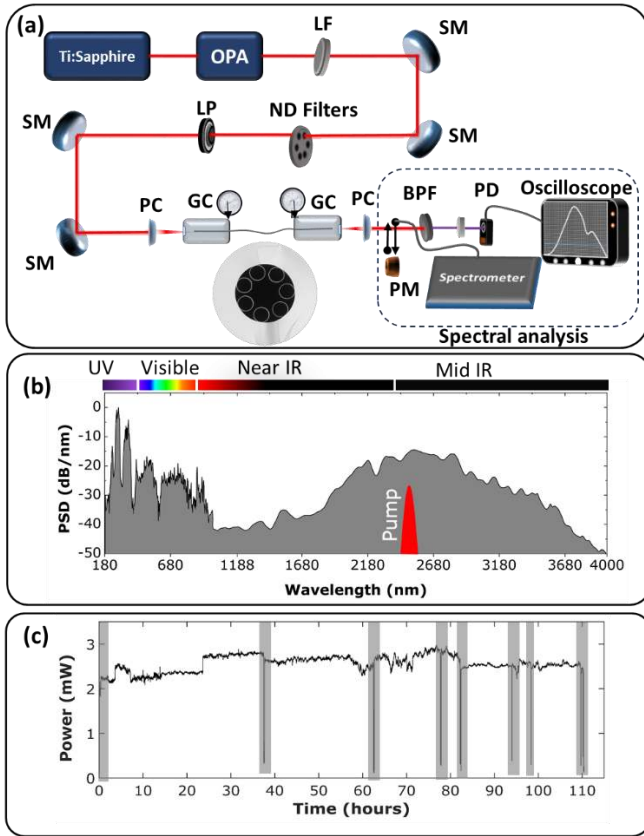 (a)
LF
SM
Ti:Sapphire
OPA
SM
LP
ND Filters
SM
PC
GC
GC
PC
BPF
PD
Oscilloscope
SM
PM
Spectrometer
Spectral analysis
UV Visible Near IR Mid IR
(b)
PSD (dB/nm)
0
-10
-20
-30
-40
-50
Pump
180 680 1188 1680 2180 2680 3180 3680 4000
Wavelength (nm)
(c)
Power (mW)
3
2
1
0
0 10 20 30 40 50 60 70 80 90 100 110
Time (hours)